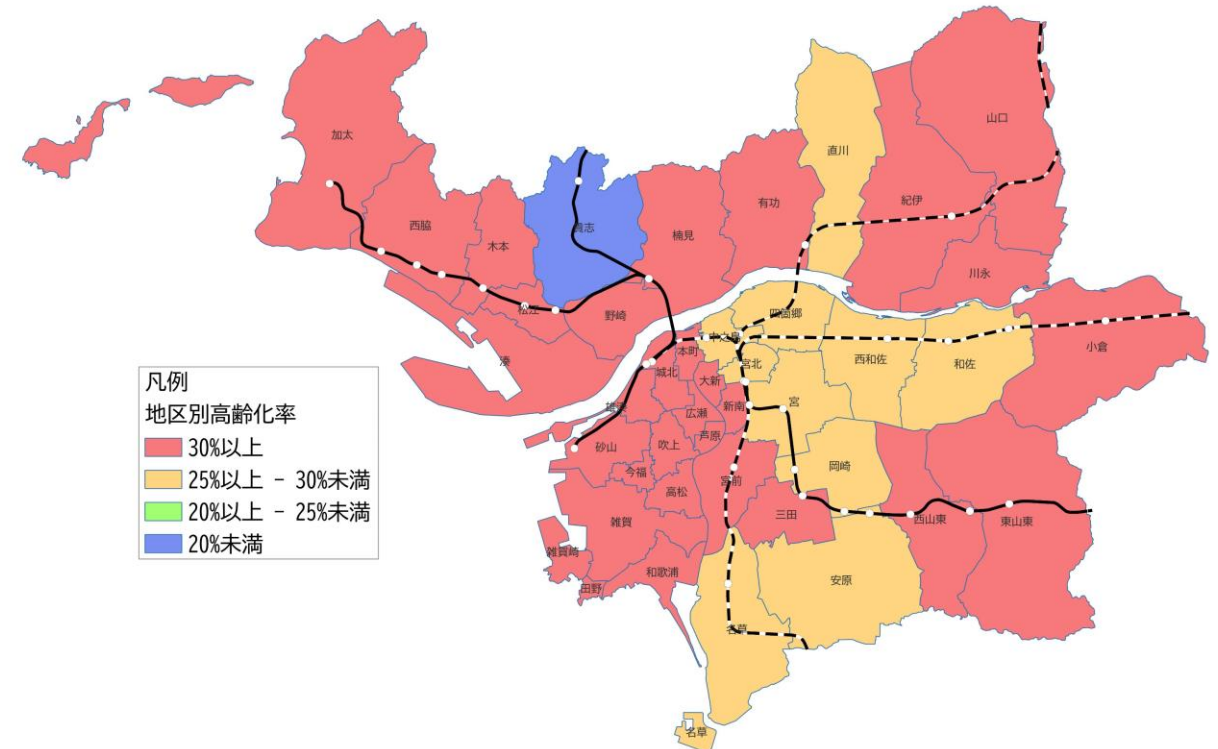 加太
山口
直川
紀伊
有功
西脇
貴志
楠見
木本
川永
四箇郷
松江
野崎
中之島
小倉
本町
宮北
西和佐
和佐
湊
城北
大新
宮
雄湊
広瀬
新南
砂山
吹上
芦原
岡崎
今福
宮前
高松
雑賀
三田
西山東
東山東
雑賀崎
和歌浦
安原
田野
名草
名草
凡例
地区別高齢化率
30%以上
25%以上 - 30%未満
20%以上 - 25%未満
20%未満